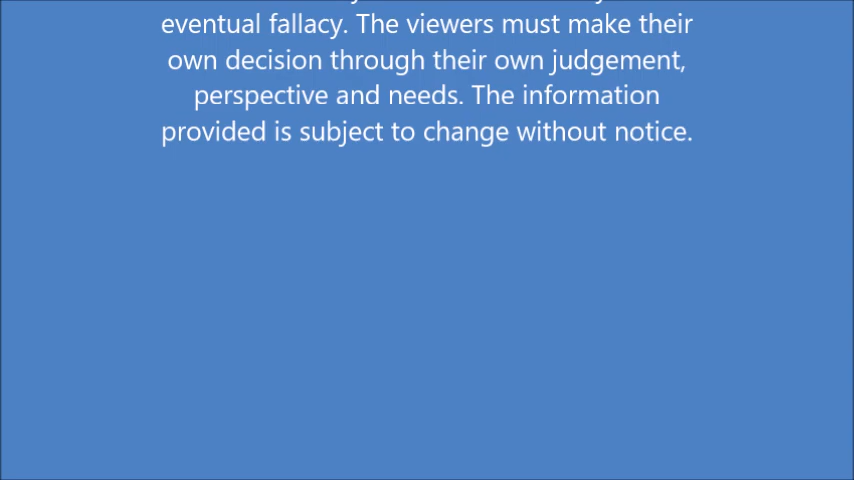 eventual fallacy. The viewers must make their
own decision through their own judgement,
perspective and needs. The information
provided is subject to change without notice.